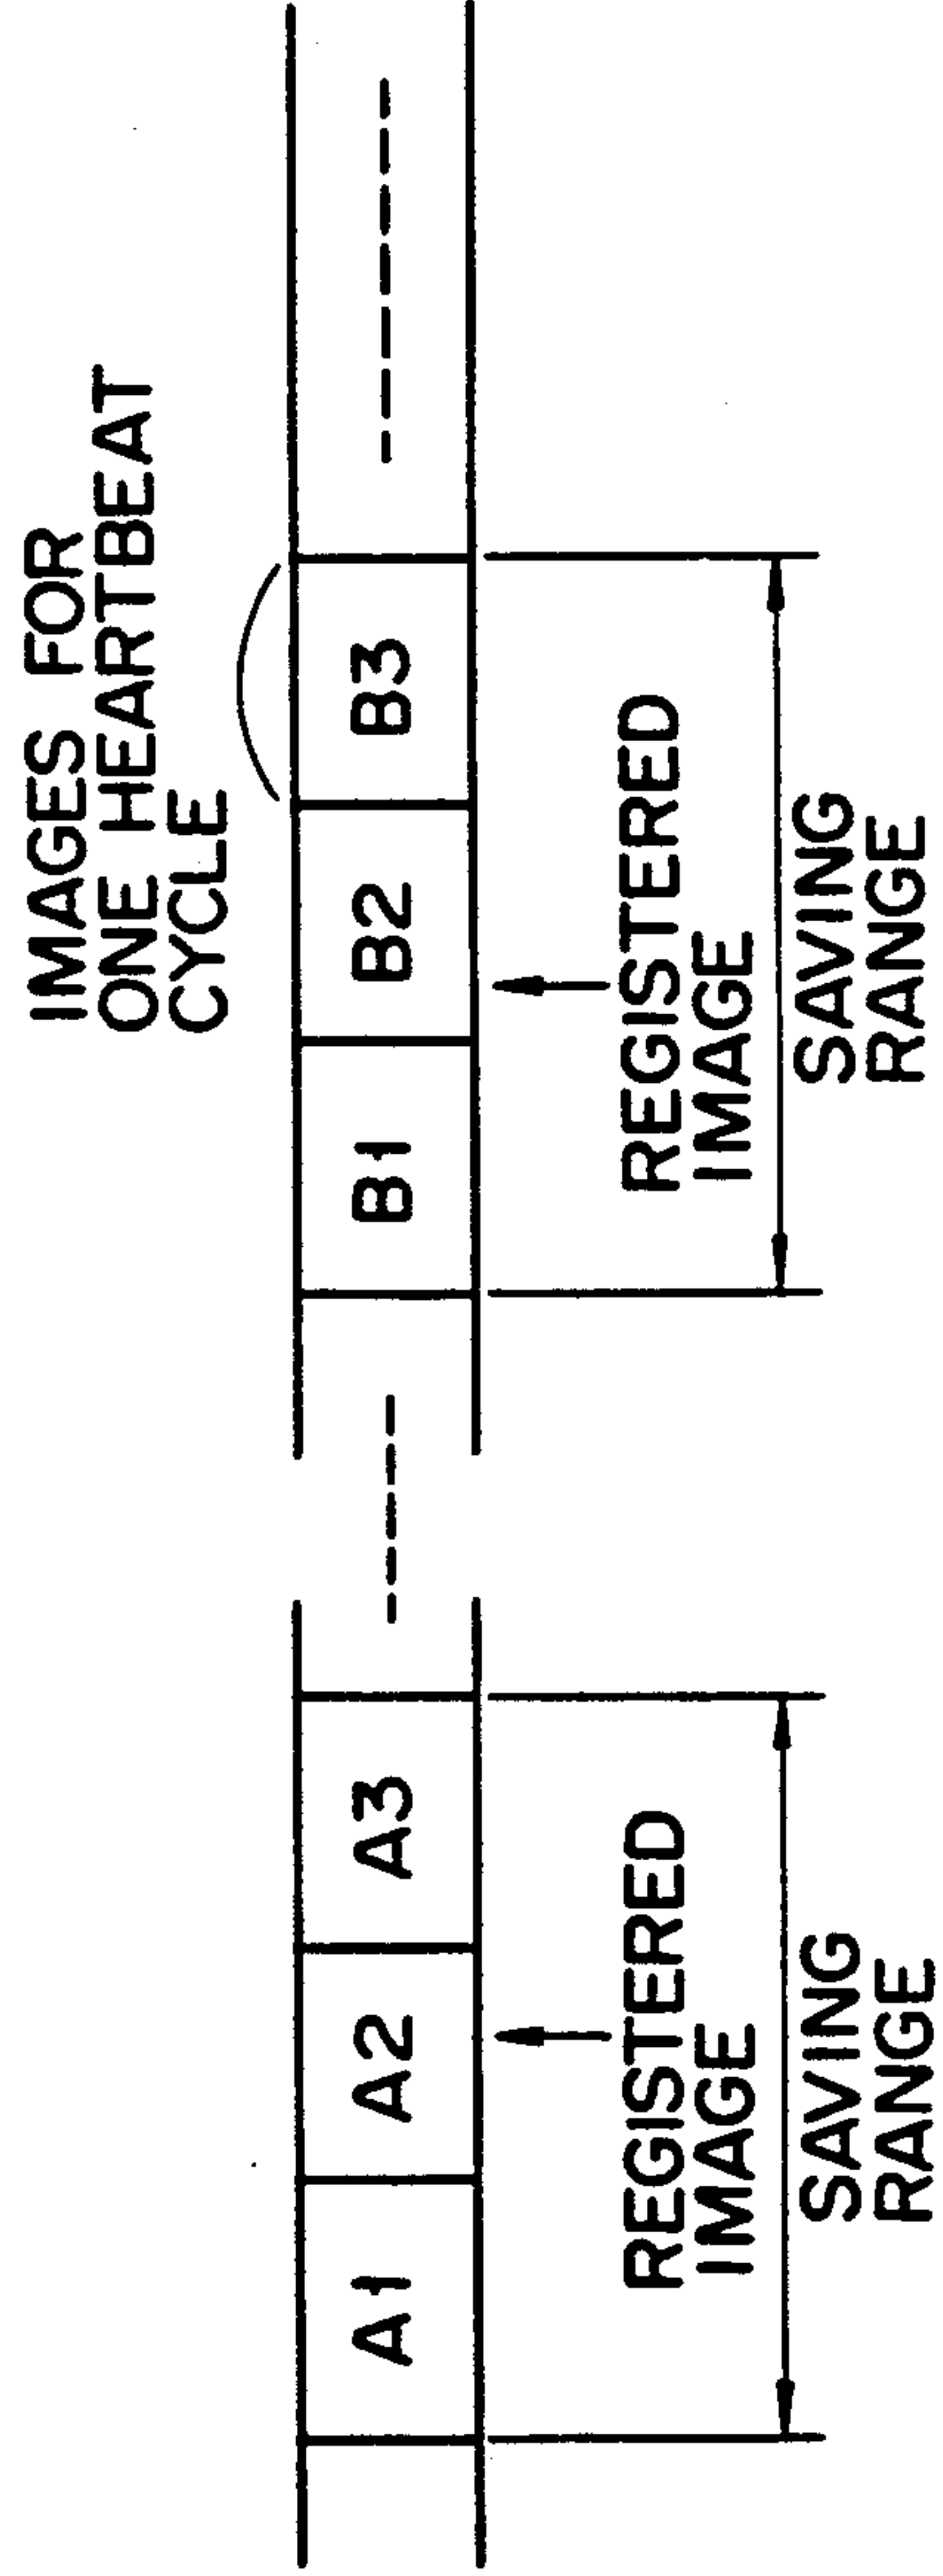 IMAGES FOR
ONE HEARTBEAT
CYCLE
A1 A2 A3 ----- B1 B2 B3 -------
REGISTERED
IMAGE
REGISTERED
IMAGE
SAVING
RANGE
SAVING
RANGE